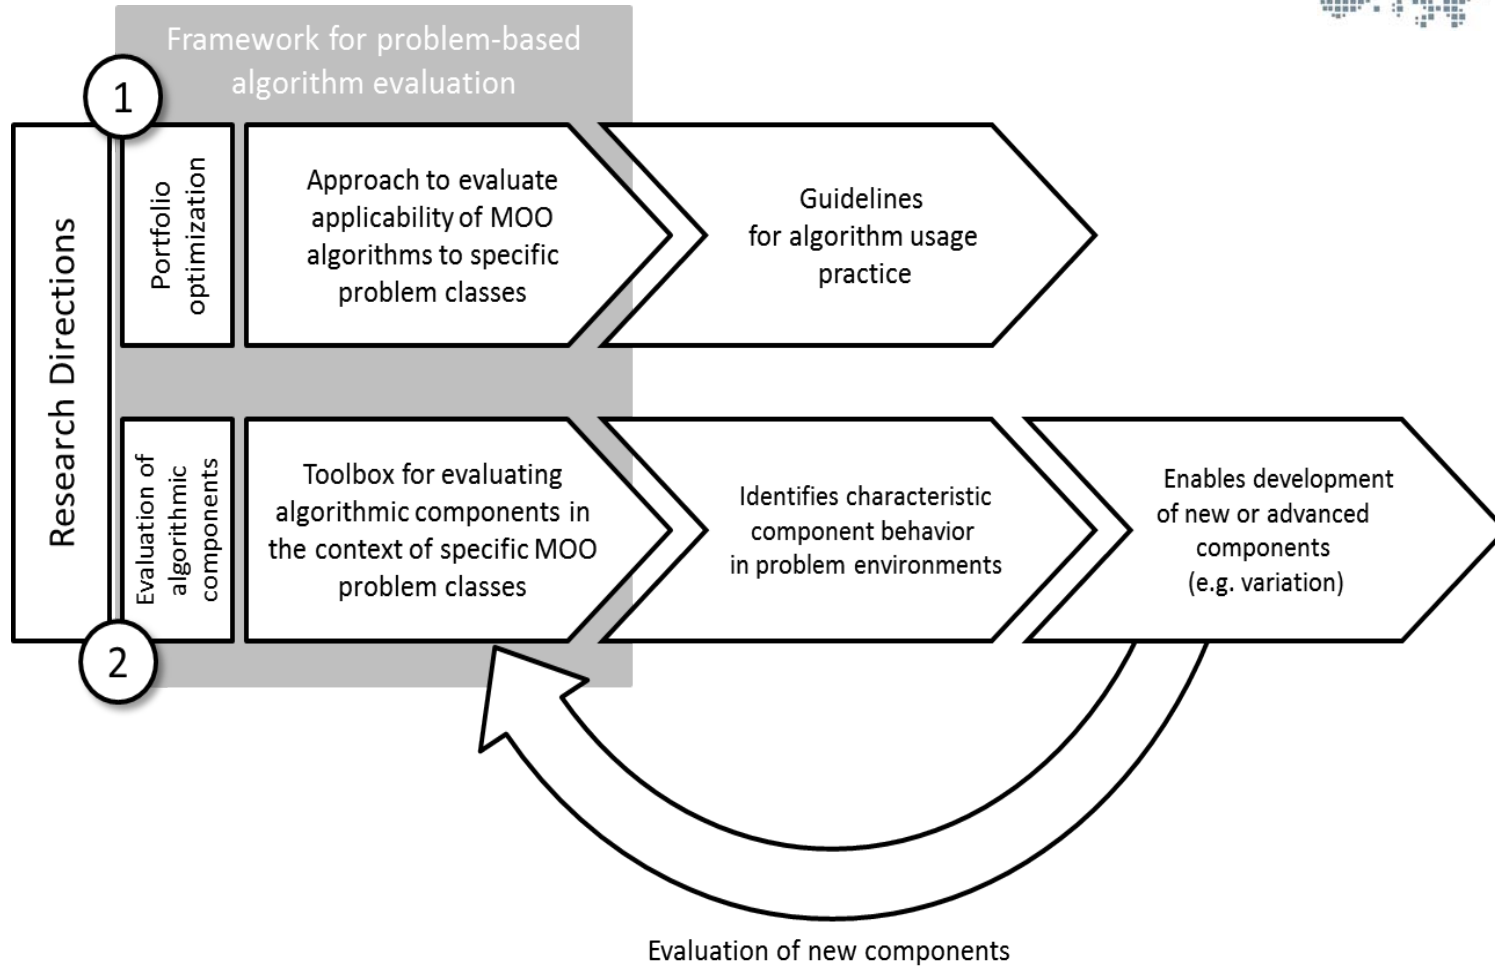 Framework for problem-based
algorithm evaluation
1
Research Directions
Portfolio
optimization
Approach to evaluate
applicability of MOO
algorithms to specific
problem classes
Guidelines
for algorithm usage
practice
2
Evaluation of
algorithmic
components
Toolbox for evaluating
algorithmic components in
the context of specific MOO
problem classes
Identifies characteristic
component behavior
in problem environments
Enables development
of new or advanced
components
(e.g. variation)
Evaluation of new components